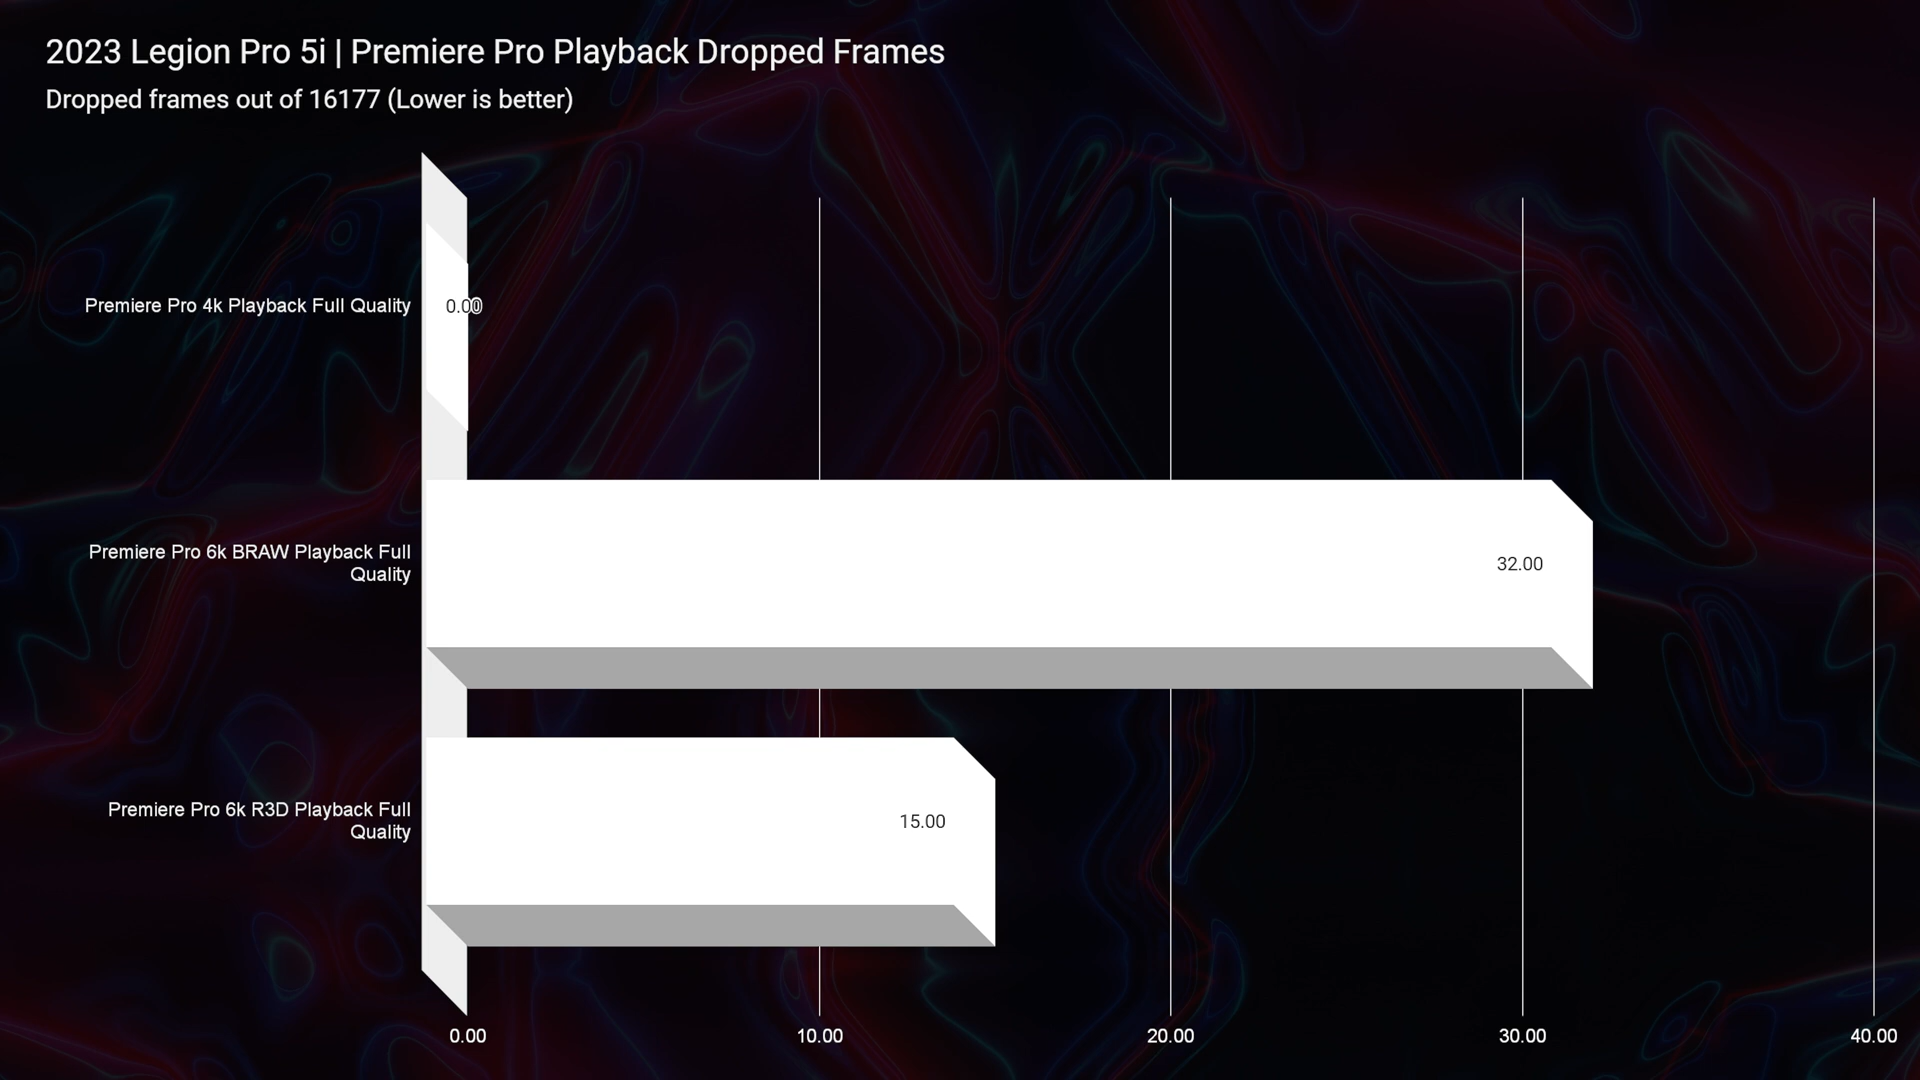 2023 Legion Pro 5i | Premiere Pro Playback Dropped Frames
Dropped frames out of 16177 (Lower is better)
Premiere Pro 4k Playback Full Quality
0.00
Premiere Pro 6k BRAW Playback Full
Quality
32.00
Premiere Pro 6k R3D Playback Full
Quality
15.00
0.00
10.00
20.00
30.00
40.00